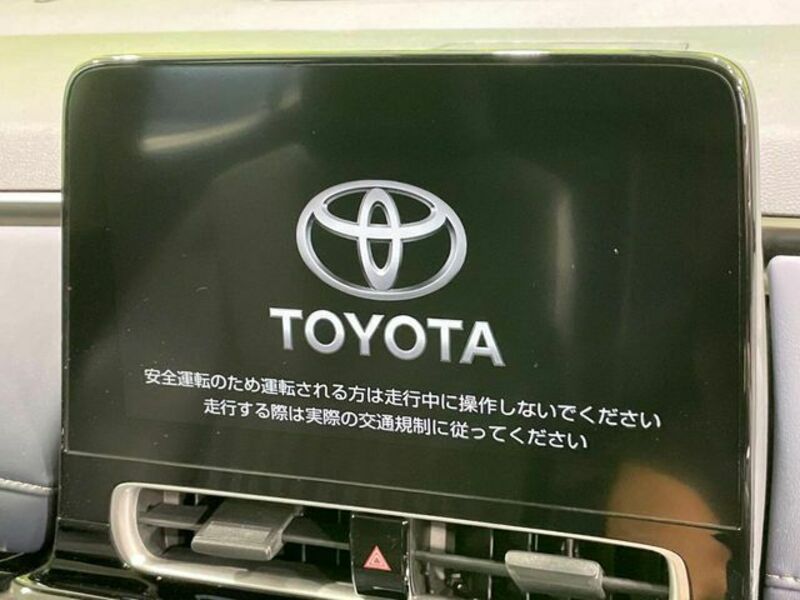 TOYOTA
安全運転のため運転される方は走行中に操作しないでください
走行する際は実際の交通規制に従ってください